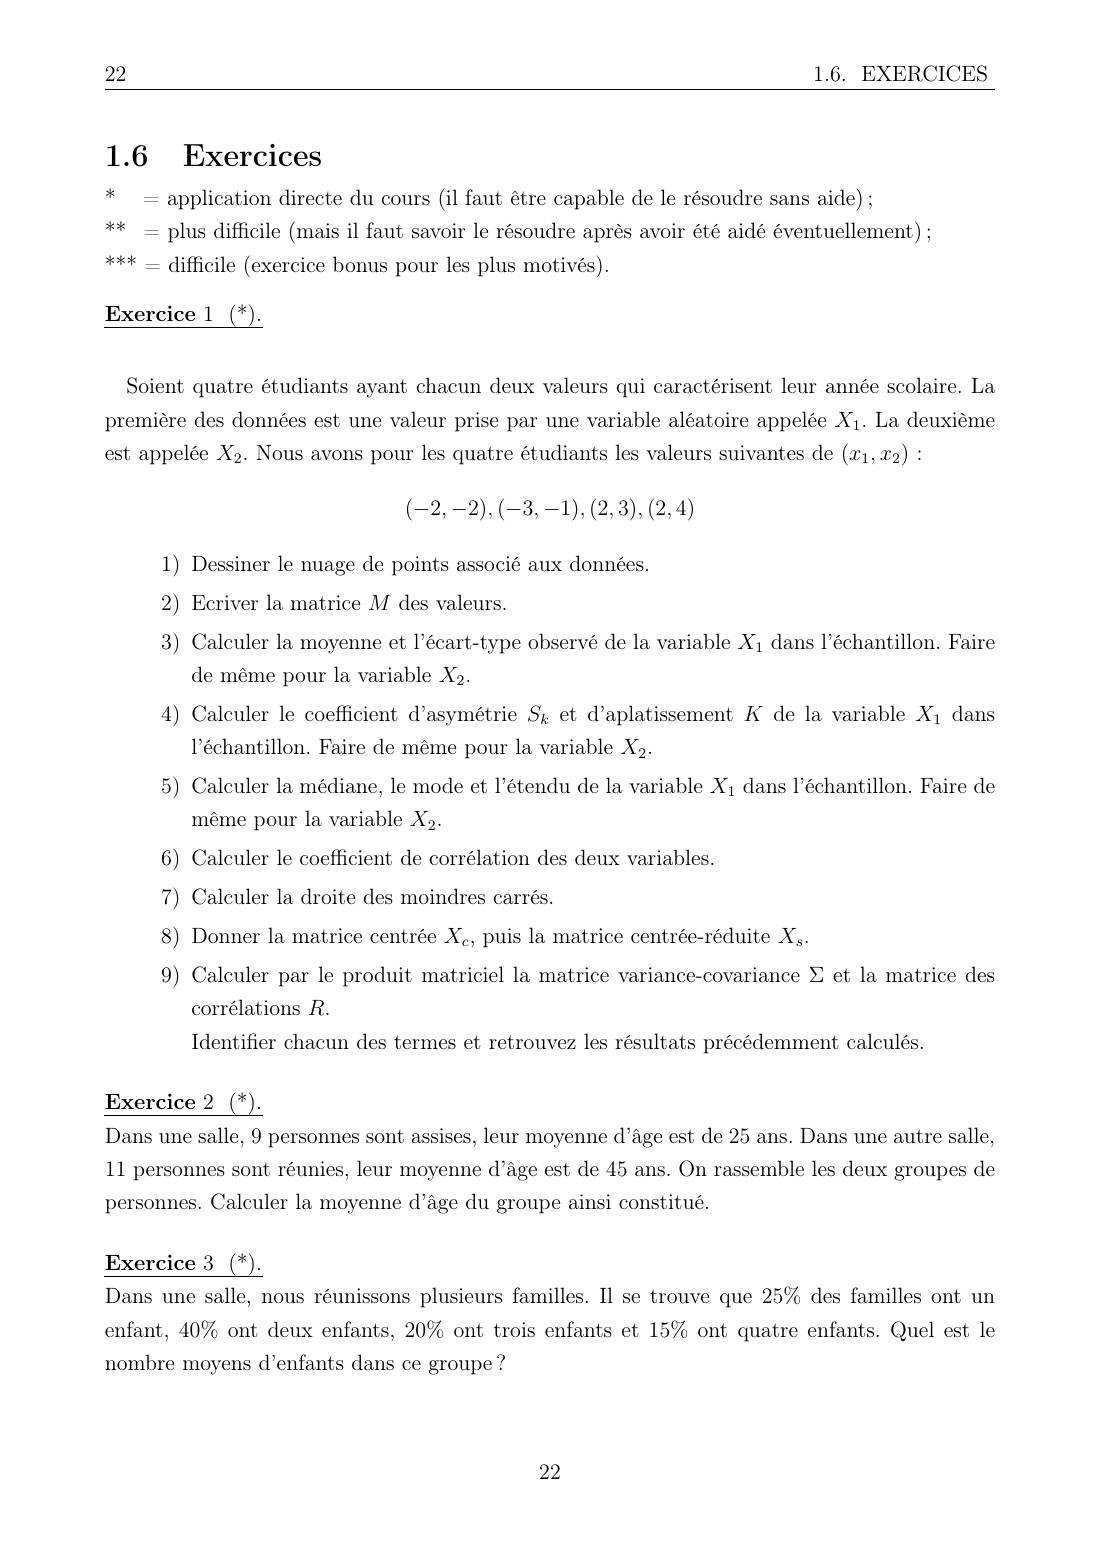 22 1.6. EXERCICES
1.6 Exercices
* = application directe du cours (il faut être capable de le résoudre sans aide) ;
** = plus difficile (mais il faut savoir le résoudre après avoir été aidé éventuellement) ;
*** = difficile (exercice bonus pour les plus motivés).
Exercice 1 (*).
Soient quatre étudiants ayant chacun deux valeurs qui caractérisent leur année scolaire. La
première des données est une valeur prise par une variable aléatoire appelée X₁. La deuxième
est appelée X₂. Nous avons pour les quatre étudiants les valeurs suivantes de (x₁, x₂) :
(−2, −2), (−3, −1), (2, 3), (2, 4)
1) Dessiner le nuage de points associé aux données.
2) Ecriver la matrice M des valeurs.
3) Calculer la moyenne et l'écart-type observé de la variable X₁ dans l'échantillon. Faire
de même pour la variable X₂.
4) Calculer le coefficient d'asymétrie Sₖ et d'aplatissement K de la variable X₁ dans
l'échantillon. Faire de même pour la variable X₂.
5) Calculer la médiane, le mode et l'étendu de la variable X₁ dans l'échantillon. Faire de
même pour la variable X₂.
6) Calculer le coefficient de corrélation des deux variables.
7) Calculer la droite des moindres carrés.
8) Donner la matrice centrée X_c, puis la matrice centrée-réduite X_s.
9) Calculer par le produit matriciel la matrice variance-covariance Σ et la matrice des
corrélations R.
Identifier chacun des termes et retrouvez les résultats précédemment calculés.
Exercice 2 (*).
Dans une salle, 9 personnes sont assises, leur moyenne d'âge est de 25 ans. Dans une autre salle,
11 personnes sont réunies, leur moyenne d'âge est de 45 ans. On rassemble les deux groupes de
personnes. Calculer la moyenne d'âge du groupe ainsi constitué.
Exercice 3 (*).
Dans une salle, nous réunissons plusieurs familles. Il se trouve que 25% des familles ont un
enfant, 40% ont deux enfants, 20% ont trois enfants et 15% ont quatre enfants. Quel est le
nombre moyens d'enfants dans ce groupe ?
22